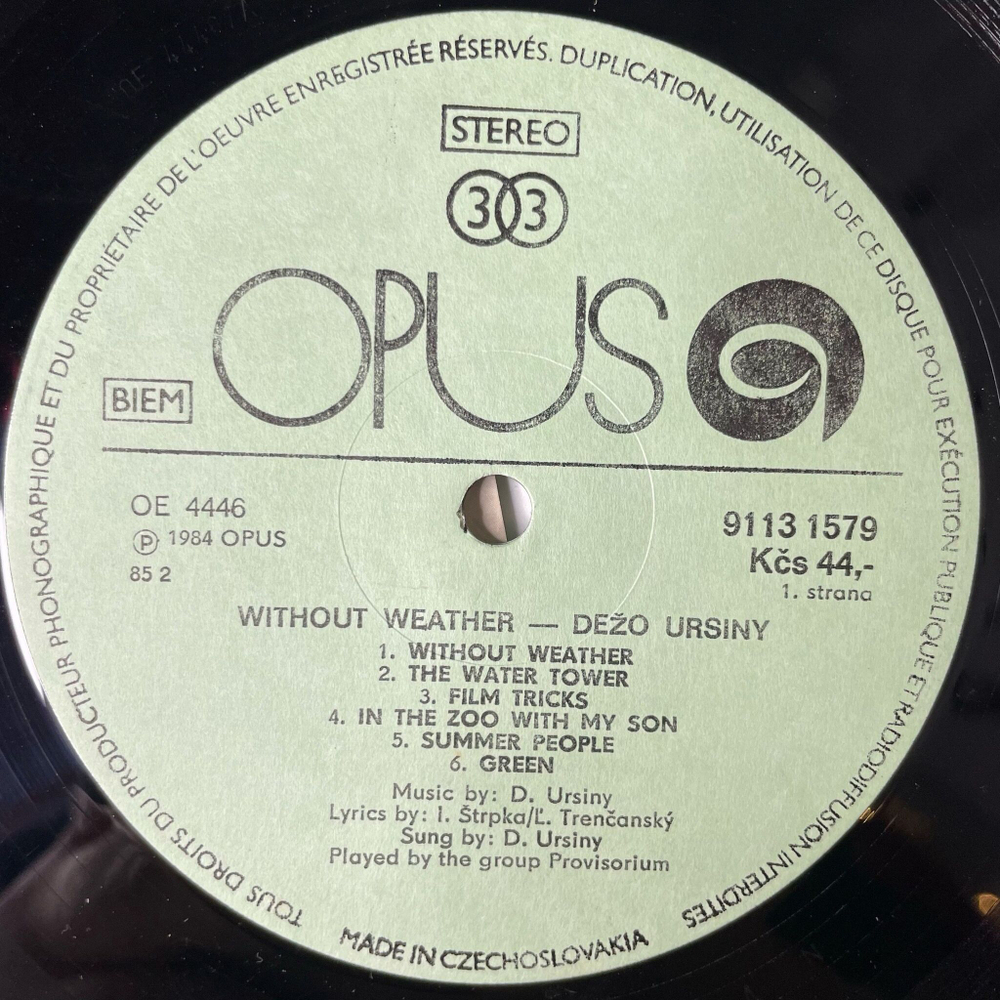 TOUS DROITS DU PRODUCTEUR PHONOGRAPHIQUE ET DU PROPRIÉTAIRE DE L'OEUVRE ENREGISTRÉE RÉSERVÉS. DUPLICATION, UTILISATION DE CE DISQUE POUR EXÉCUTION PUBLIQUE ET RADIODIFFUSION INTERDITES
STEREO
33
OPUS
BIEM
OE 4446
Ⓟ 1984 OPUS
85 2
9113 1579
Kčs 44,-
1. strana
WITHOUT WEATHER — DEŽO URSINY
1. WITHOUT WEATHER
2. THE WATER TOWER
3. FILM TRICKS
4. IN THE ZOO WITH MY SON
5. SUMMER PEOPLE
6. GREEN
Music by: D. Ursiny
Lyrics by: I. Štrpka/Ľ. Trenčanský
Sung by: D. Ursiny
Played by the group Provisorium
MADE IN CZECHOSLOVAKIA